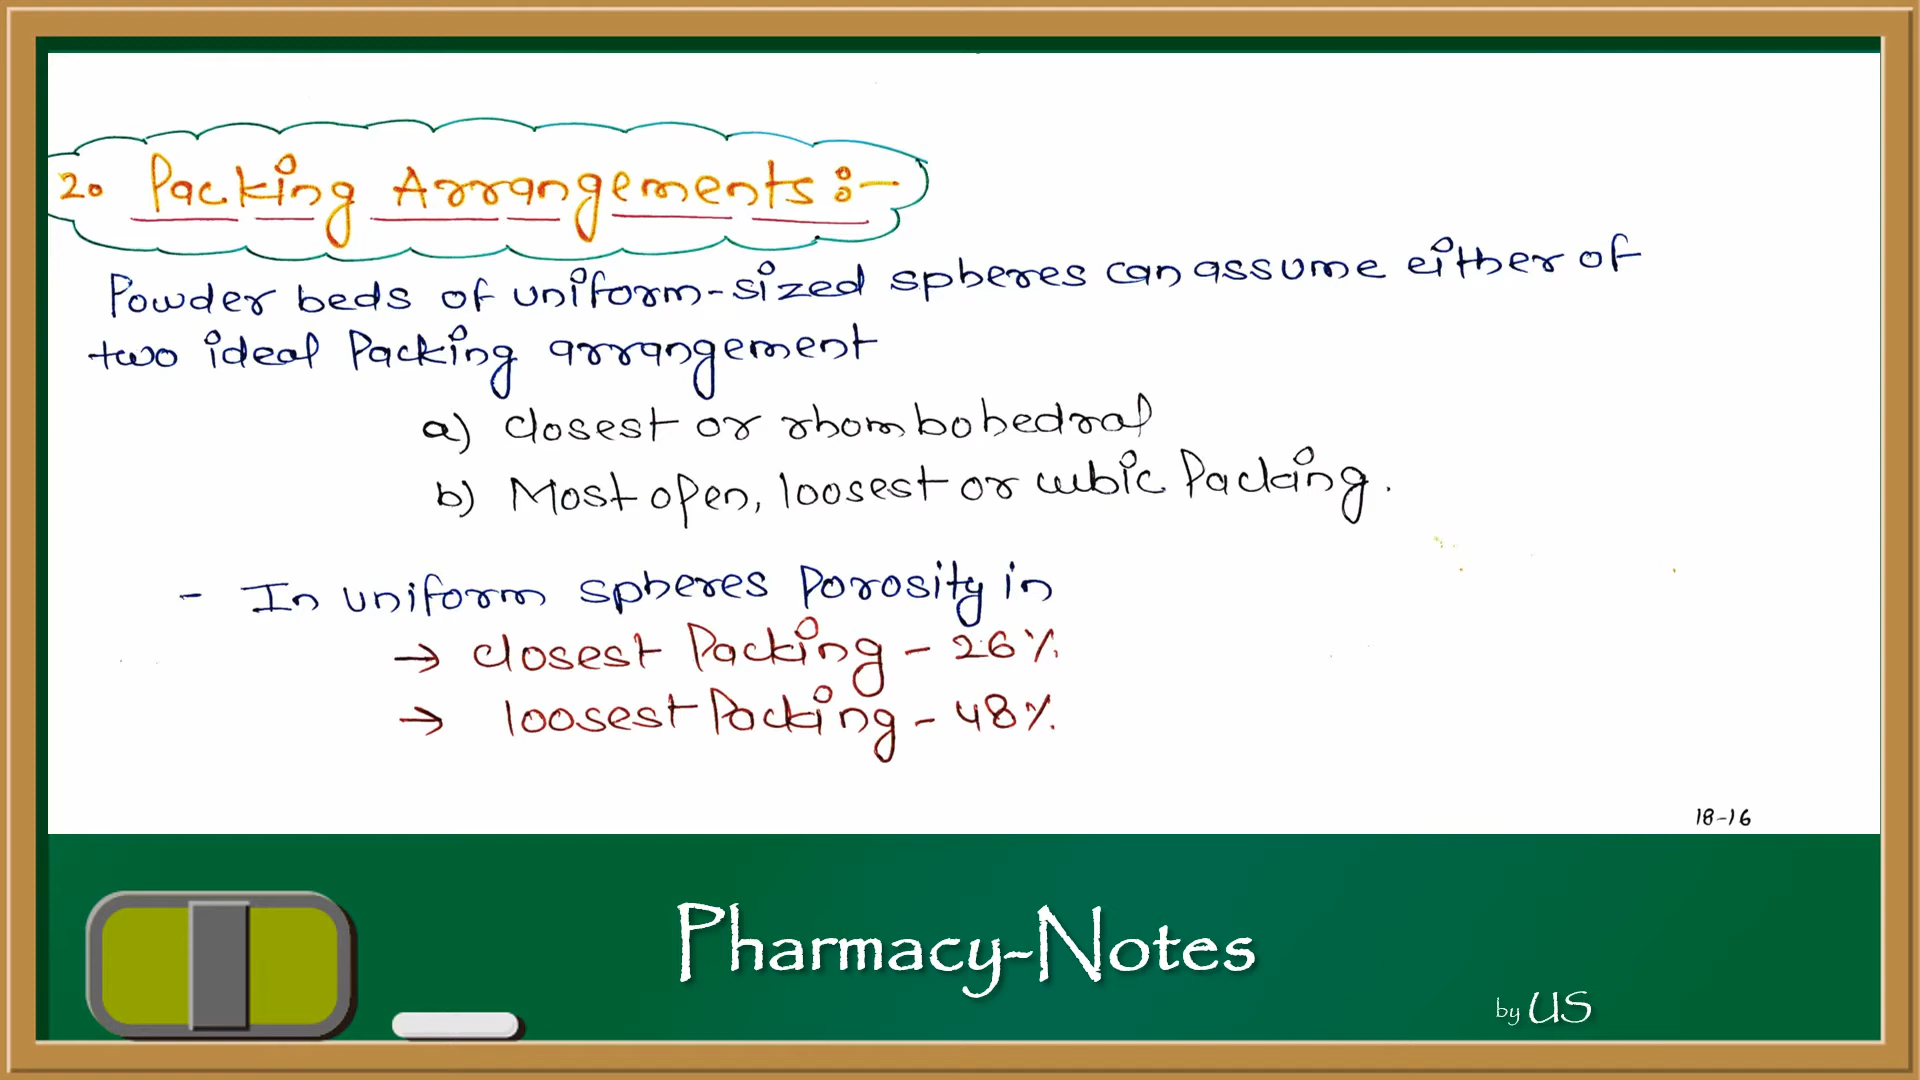 20 Packing Arrangements :-
Powder beds of uniform-sized spheres can assume either of
two ideal Packing arrangement
a) closest or rhombohedral
b) Most open, loosest or cubic Packing.
- In uniform spheres Porosity in
→ closest Packing - 26%
→ loosest Packing - 48%
18-16
Pharmacy-Notes
by US